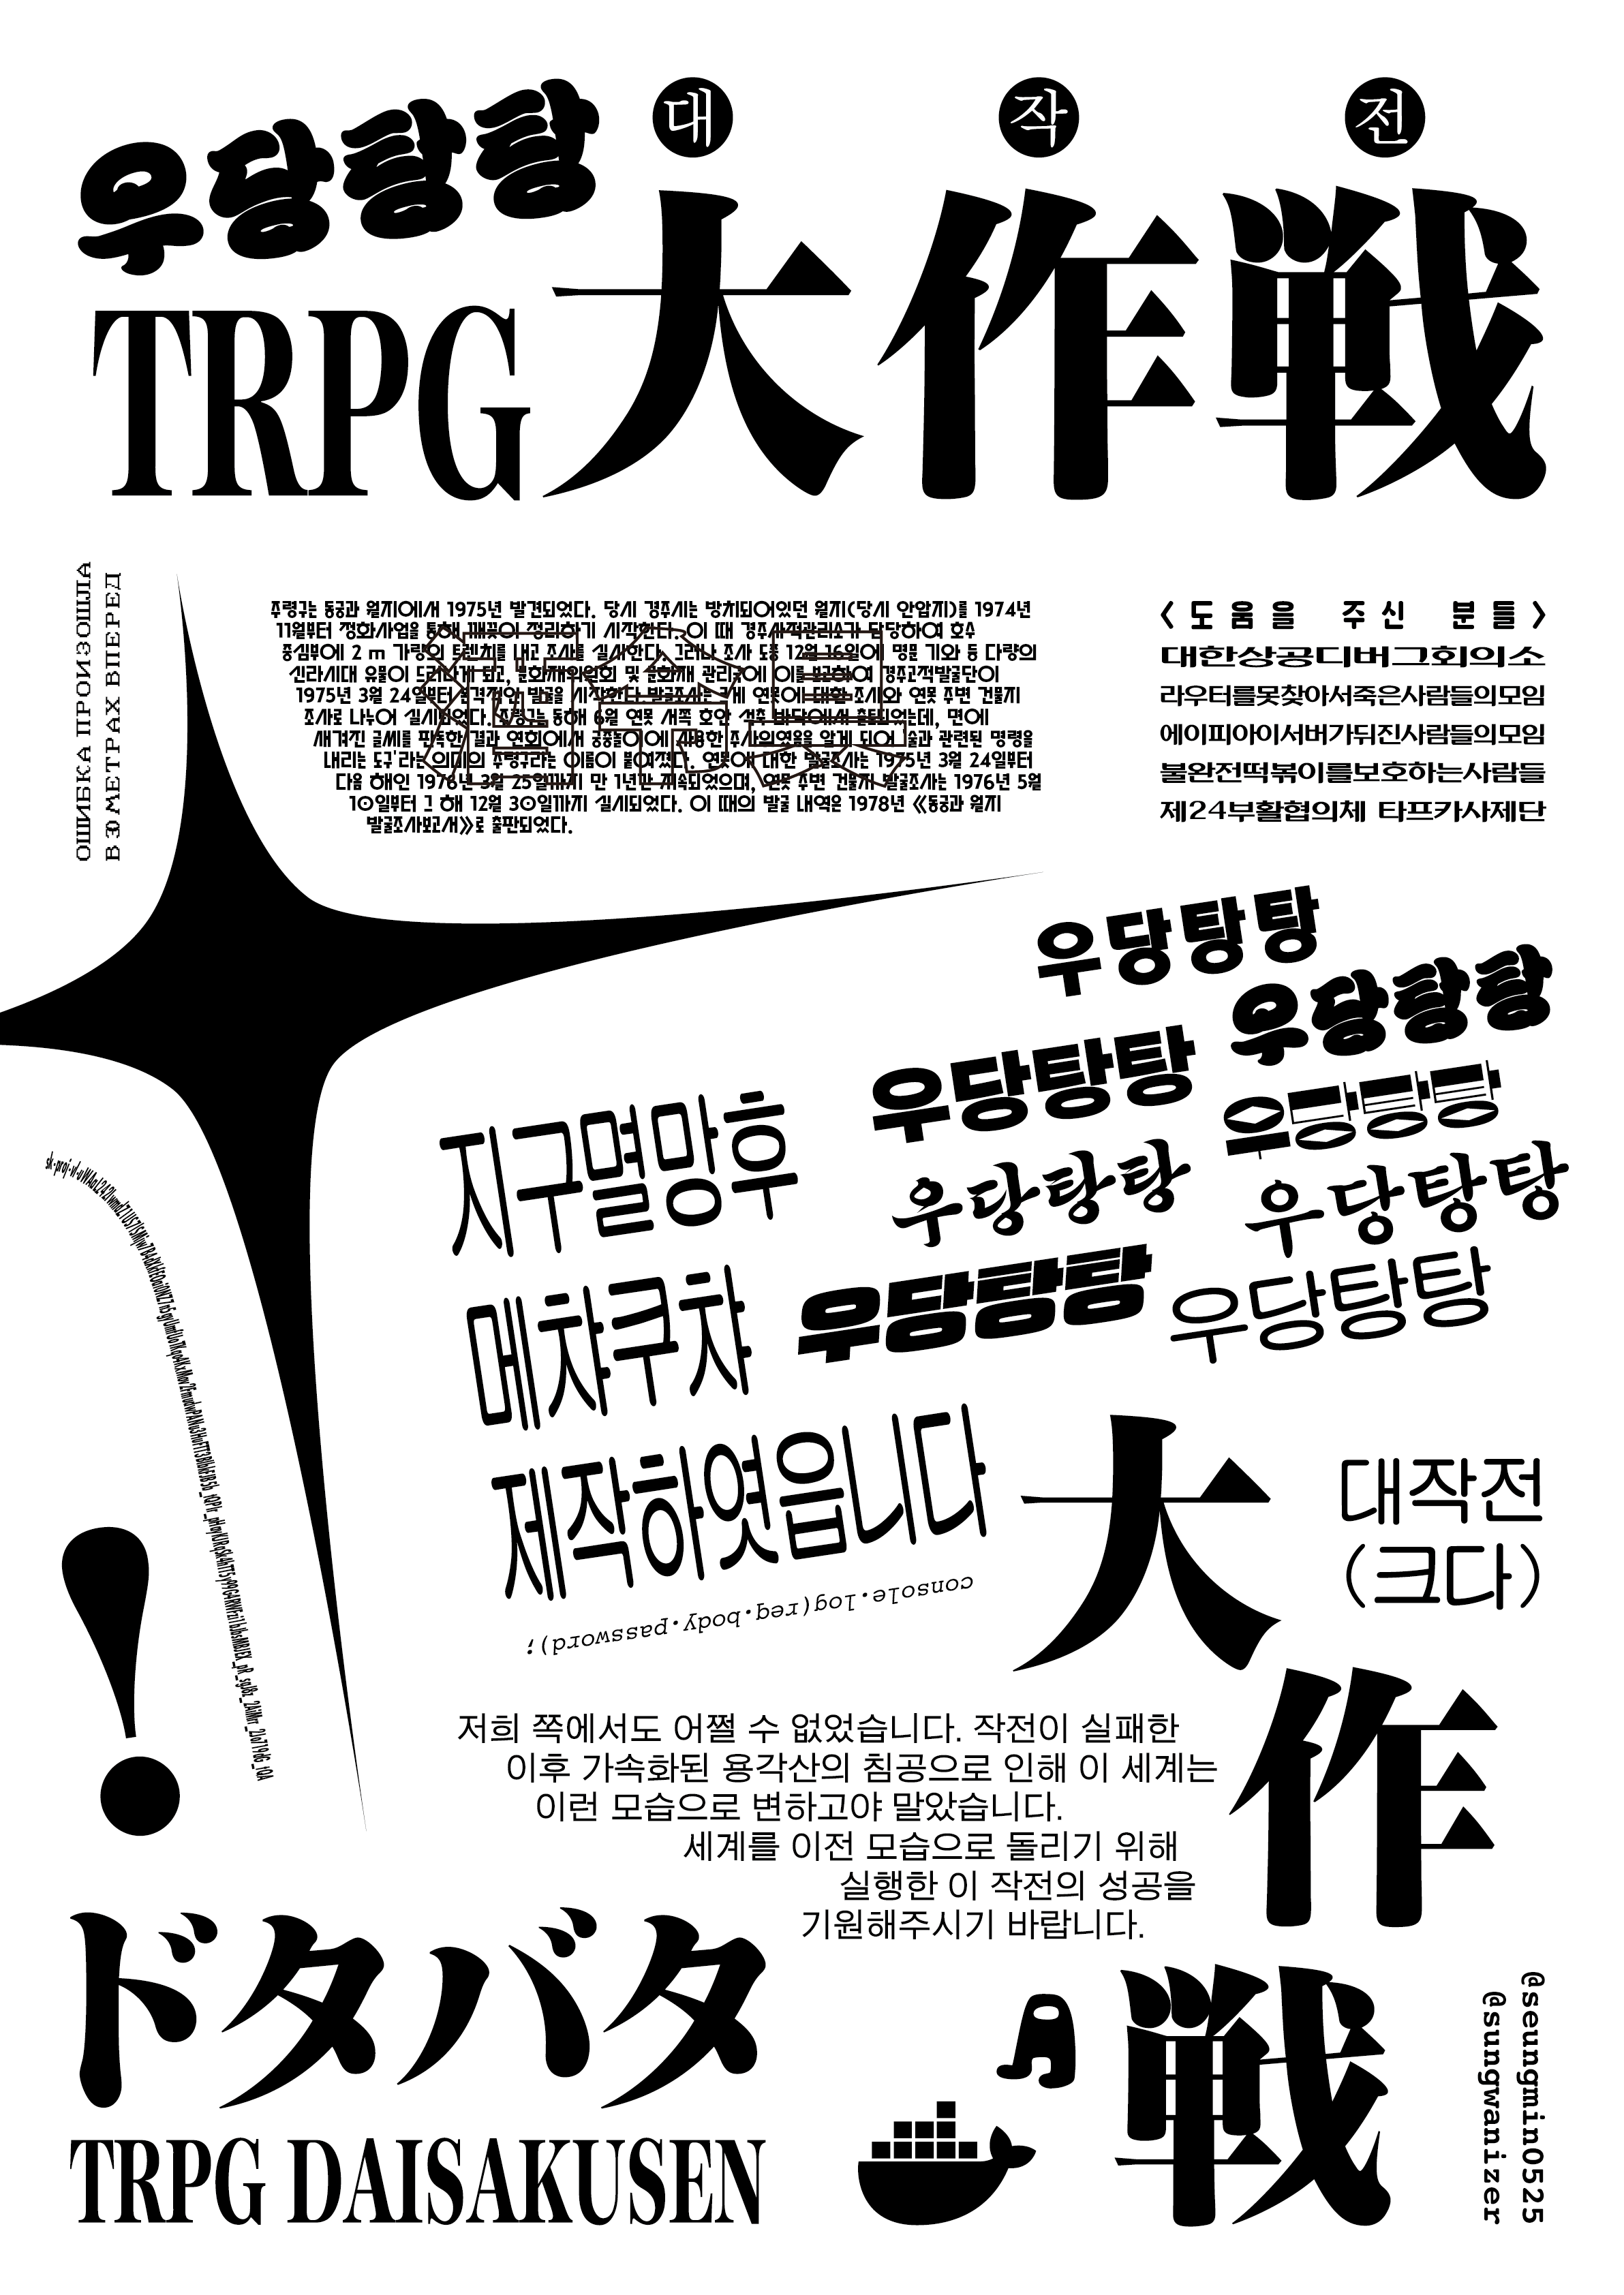 우당탕탕
대 작 전
TRPG 大作戦
ОШИБКА ПРОИЗОШЛА
В 30 МЕТРАХ ВПЕРЕД
주령구는 동궁과 월지에서 1975년 발견되었다. 당시 경주시는 방치되어있던 월지(당시 안압지)를 1974년
11월부터 정화사업을 통해 깨끗이 정리하기 시작한다. 이 때 경주사적관리소가 담당하여 호수
중심부에 2 m 가량의 트렌치를 내고 조사를 실시한다. 그러나 조사 도중 12월 16일에 명문 기와 등 다량의
신라시대 유물이 드러나게 되고, 문화재위원회 및 문화재 관리국에 이를 보고하여 경주고적발굴단이
1975년 3월 24일부터 본격적인 발굴을 시작한다. 발굴조사는 크게 연못에 대한 조사와 연못 주변 건물지
조사로 나누어 실시되었다. 주령구는 동해 6월 연못 서쪽 호안 석축 바닥에서 출토되었는데, 면에
새겨진 글씨를 판독한 결과 연회에서 궁중놀이에 사용한 주사위였음을 알게 되어 술과 관련된 명령을
내리는 도구'라는 의미의 주령구라는 이름이 붙여졌다. 연못에 대한 발굴조사는 1975년 3월 24일부터
다음 해인 1976년 3월 25일까지 만 1년간 지속되었으며, 연못 주변 건물지 발굴조사는 1976년 5월
10일부터 그 해 12월 30일까지 실시되었다. 이 때의 발굴 내역은 1978년 《동궁과 월지
발굴조사보고서》로 출판되었다.
〈도움을 주신 분들〉
대한상공디버그회의소
라우터를못찾아서죽은사람들의모임
에이피아이서버가뒤진사람들의모임
불완전떡볶이를보호하는사람들
제24부활협의체 타프카사제단
우당탕탕
우당탕탕
우당탕탕
우당탕탕
우당탕탕
우당탕탕
우당탕탕
우당탕탕
지구멸망후
메챠쿠챠
제작하엿읍니다
console.log(req.body.password);
!
大
대작전
(크다)
作
저희 쪽에서도 어쩔 수 없었습니다. 작전이 실패한
이후 가속화된 용각산의 침공으로 인해 이 세계는
이런 모습으로 변하고야 말았습니다.
세계를 이전 모습으로 돌리기 위해
실행한 이 작전의 성공을
기원해주시기 바랍니다.
戦
ドタバタ
TRPG DAISAKUSEN
@seungmin0525
@sungwanizer